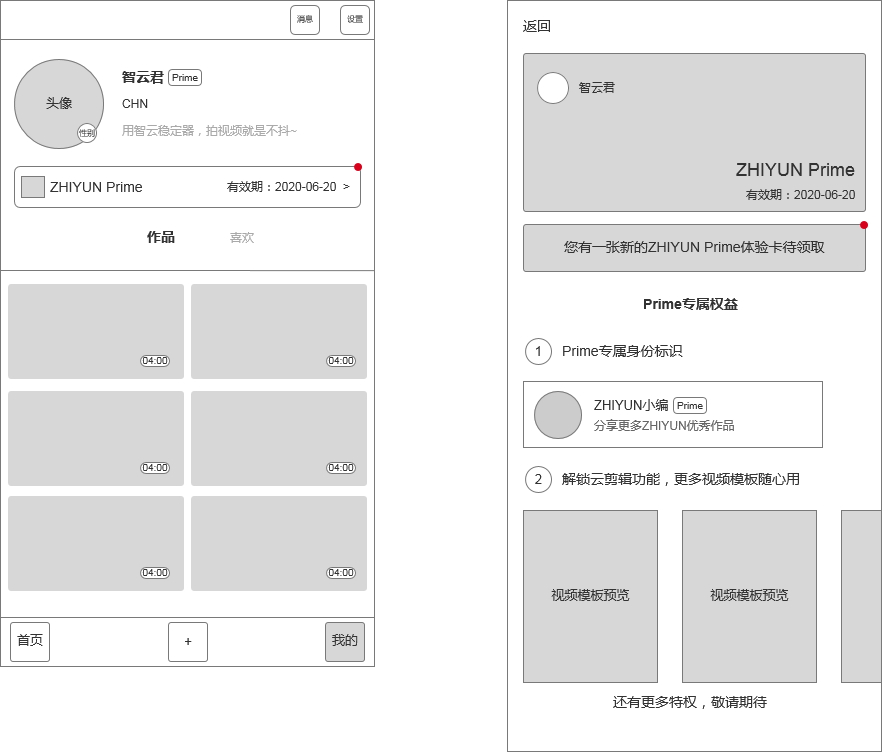 消息
设置
头像
性别
智云君 Prime
CHN
用智云稳定器，拍视频就是不抖~
ZHIYUN Prime
有效期：2020-06-20 >
作品
喜欢
04:00
04:00
04:00
04:00
04:00
04:00
首页
+
我的
返回
智云君
ZHIYUN Prime
有效期：2020-06-20
您有一张新的ZHIYUN Prime体验卡待领取
Prime专属权益
1 Prime专属身份标识
ZHIYUN小编 Prime
分享更多ZHIYUN优秀作品
2 解锁云剪辑功能，更多视频模板随心用
视频模板预览
视频模板预览
还有更多特权，敬请期待